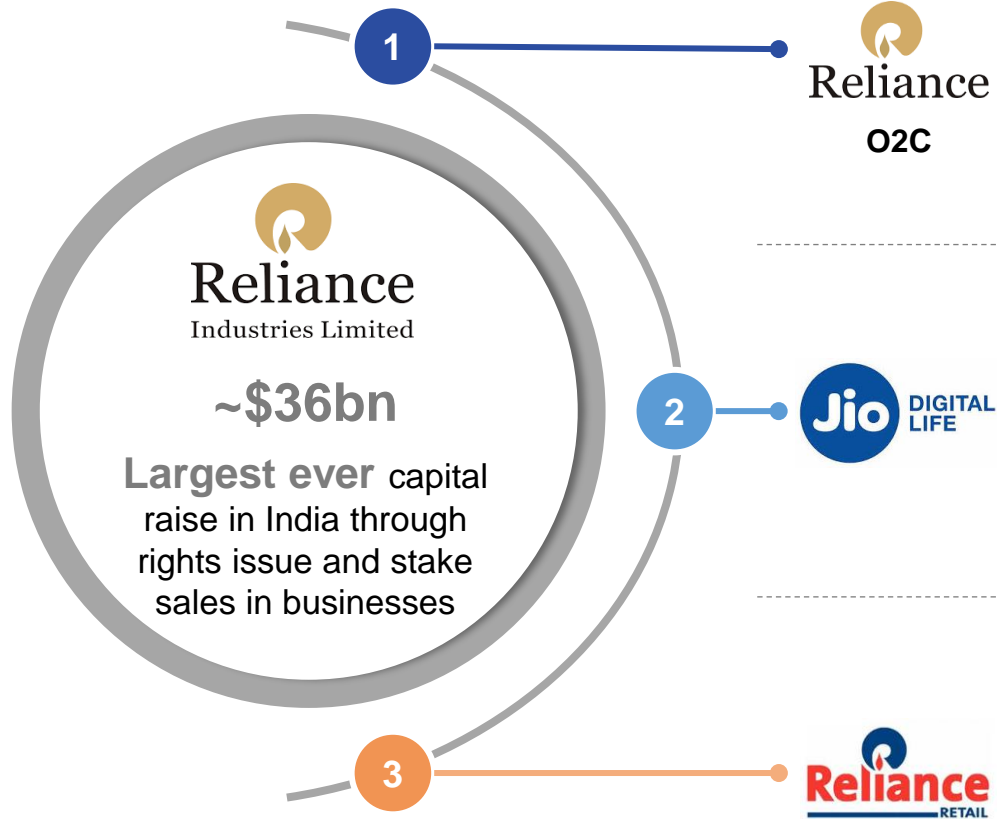 1
Reliance
O2C
Reliance
Industries Limited
~$36bn
Largest ever capital
raise in India through
rights issue and stake
sales in businesses
2
Jio DIGITAL
LIFE
3
Reliance
RETAIL